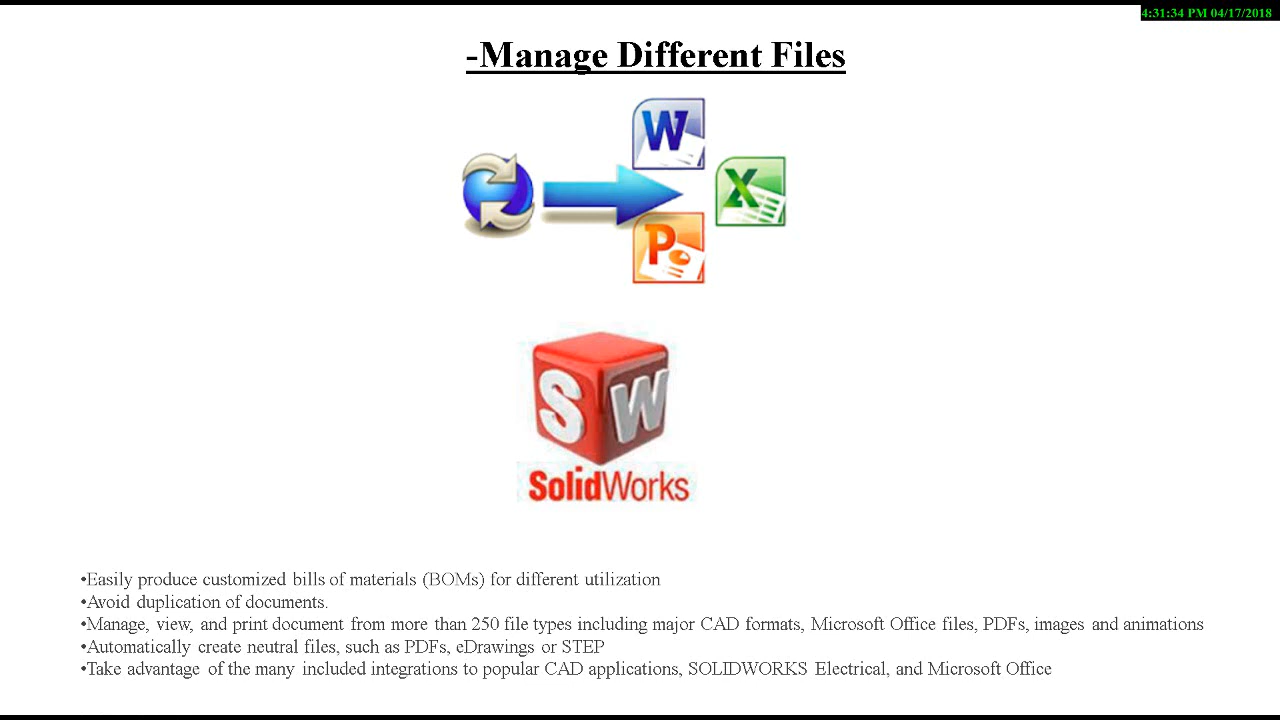 4:31:34 PM 04/17/2018
-Manage Different Files
W
X
P
S W
SolidWorks
•Easily produce customized bills of materials (BOMs) for different utilization
•Avoid duplication of documents.
•Manage, view, and print document from more than 250 file types including major CAD formats, Microsoft Office files, PDFs, images and animations
•Automatically create neutral files, such as PDFs, eDrawings or STEP
•Take advantage of the many included integrations to popular CAD applications, SOLIDWORKS Electrical, and Microsoft Office